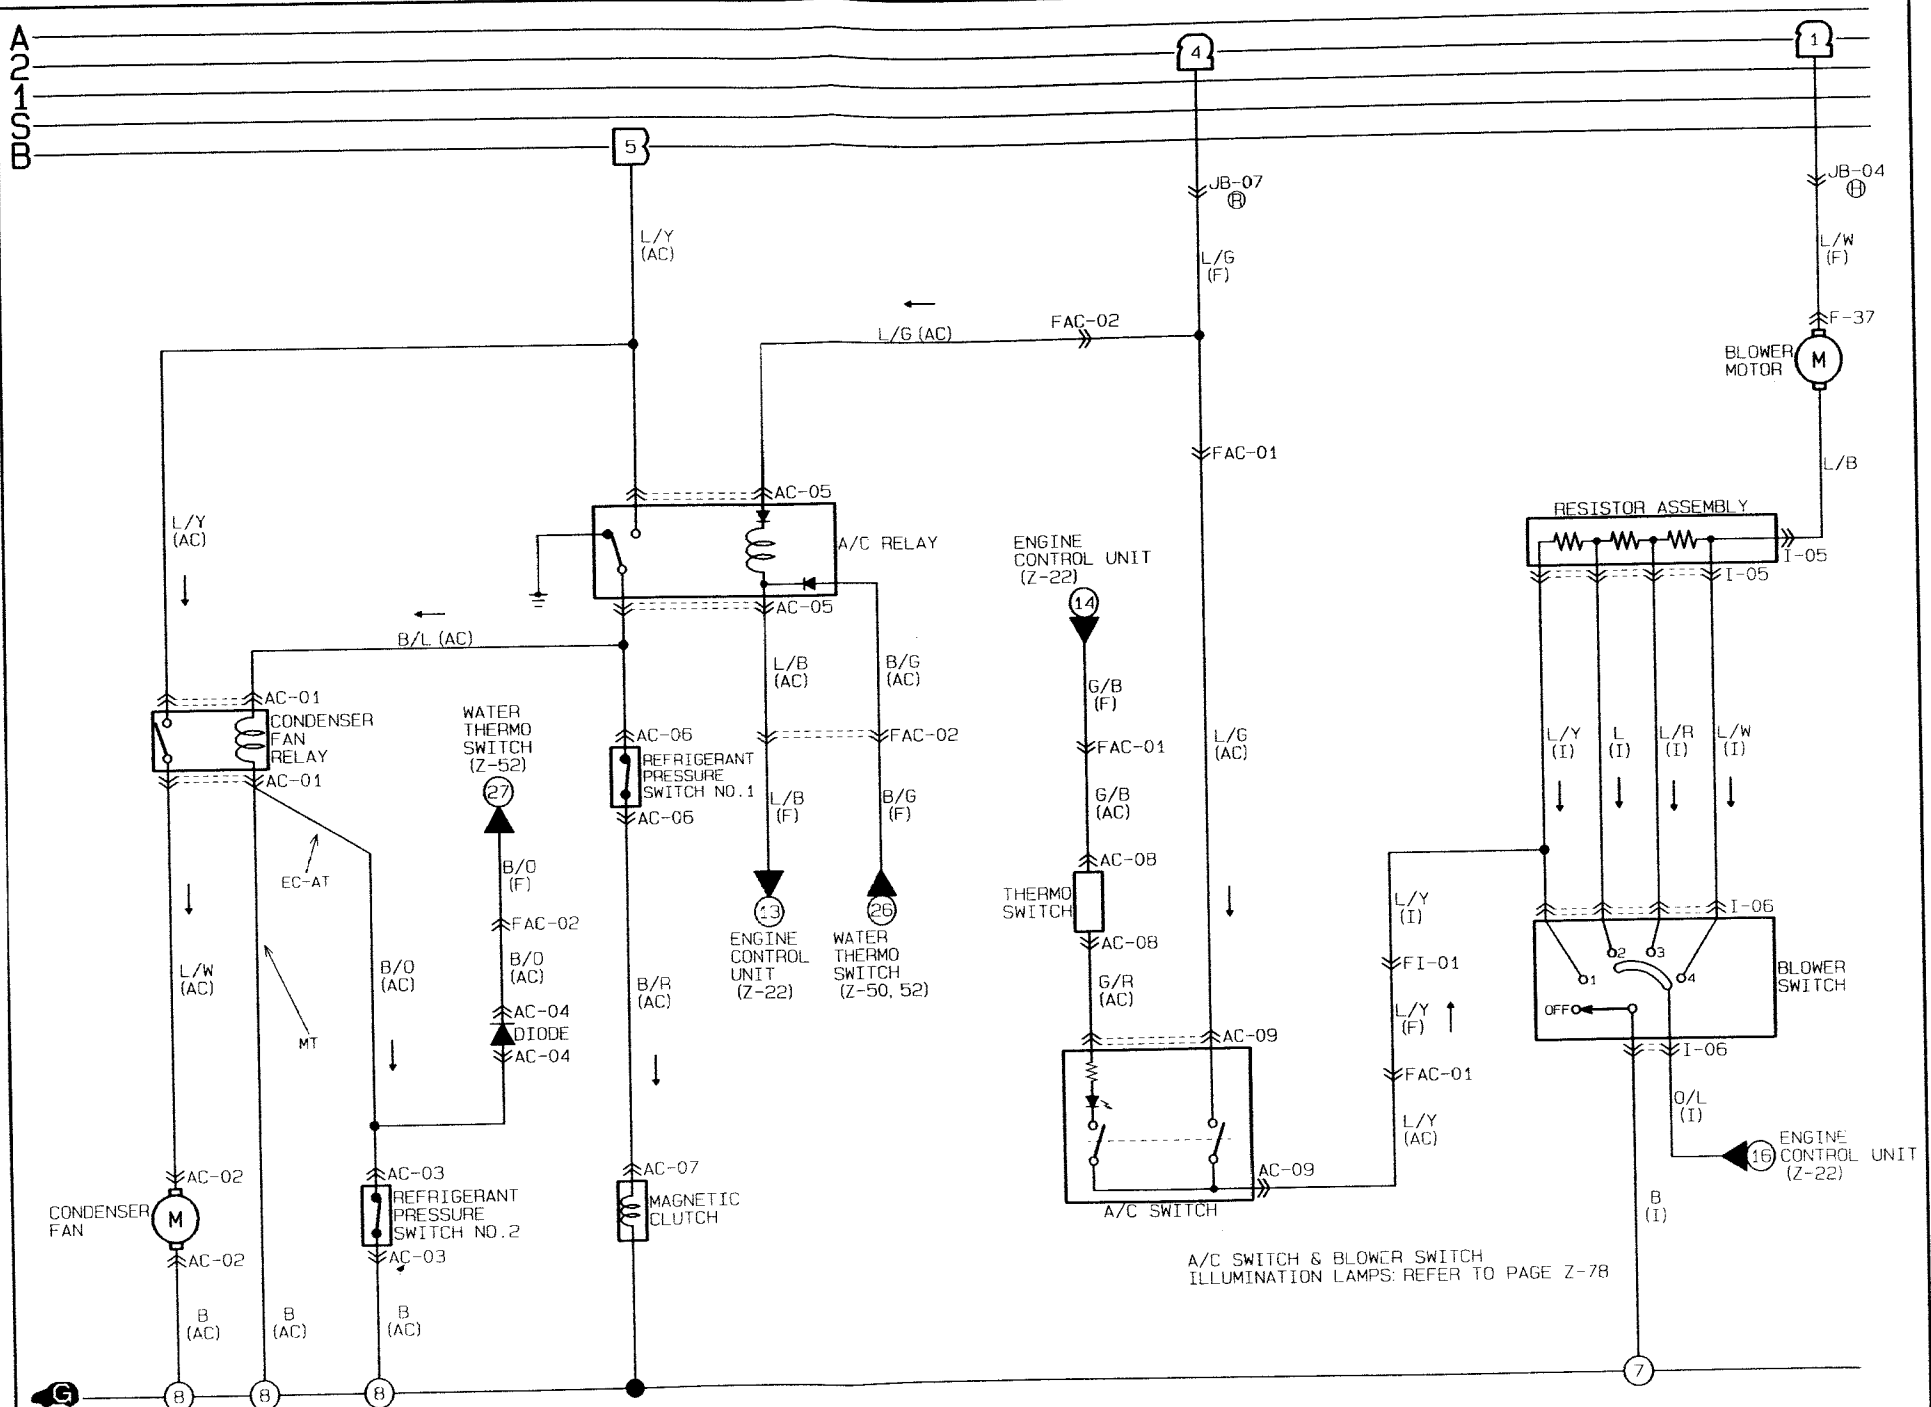 A
2
1
S
B
4
1
5
JB-07
R
JB-04
H
L/Y
(AC)
L/G
(F)
L/W
(F)
L/G (AC)
FAC-02
F-37
BLOWER
MOTOR
M
FAC-01
L/B
L/Y
(AC)
AC-05
A/C RELAY
AC-05
RESISTOR ASSEMBLY
I-05
I-05
ENGINE
CONTROL UNIT
(Z-22)
14
B/L (AC)
L/B
(AC)
B/G
(AC)
G/B
(F)
AC-01
CONDENSER
FAN
RELAY
AC-01
WATER
THERMO
SWITCH
(Z-52)
27
AC-06
REFRIGERANT
PRESSURE
SWITCH NO.1
AC-06
FAC-02
L/B
(F)
B/G
(F)
FAC-01
G/B
(AC)
L/G
(AC)
L/Y
(I)
L
(I)
L/R
(I)
L/W
(I)
EC-AT
B/O
(F)
FAC-02
B/O
(AC)
13
ENGINE
CONTROL
UNIT
(Z-22)
26
WATER
THERMO
SWITCH
(Z-50, 52)
AC-08
THERMO
SWITCH
AC-08
G/R
(AC)
L/Y
(I)
FI-01
L/Y
(F)
FAC-01
L/Y
(AC)
I-06
1
2
3
4
OFF
BLOWER
SWITCH
I-06
L/W
(AC)
MT
B/O
(AC)
AC-04
DIODE
AC-04
B/R
(AC)
AC-09
AC-09
A/C SWITCH
O/L
(I)
16
ENGINE
CONTROL UNIT
(Z-22)
B
(I)
AC-02
CONDENSER
FAN
M
AC-02
AC-03
REFRIGERANT
PRESSURE
SWITCH NO.2
AC-03
AC-07
MAGNETIC
CLUTCH
A/C SWITCH & BLOWER SWITCH
ILLUMINATION LAMPS: REFER TO PAGE Z-78
B
(AC)
B
(AC)
B
(AC)
G
8
8
8
7